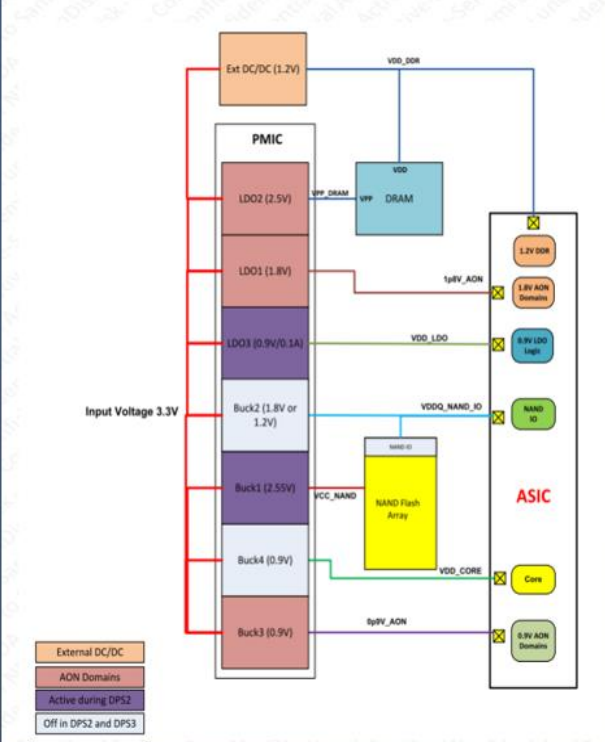 Ext DC/DC (1.2V)
VDD_DDR
PMIC
LDO2 (2.5V)
VPP_DRAM
VDD
VPP
DRAM
1.2V DDR
LDO1 (1.8V)
1p8V_AON
1.8V AON
Domains
LDO3 (0.9V/0.1A)
VDD_LDO
0.9V LDO
Logic
Input Voltage 3.3V
Buck2 (1.8V or
1.2V)
VDDQ_NAND_IO
NAND
IO
NAND IO
Buck1 (2.55V)
VCC_NAND
NAND Flash
Array
ASIC
Buck4 (0.9V)
VDD_CORE
Core
Buck3 (0.9V)
0p9V_AON
0.9V AON
Domains
External DC/DC
AON Domains
Active during DPS2
Off in DPS2 and DPS3